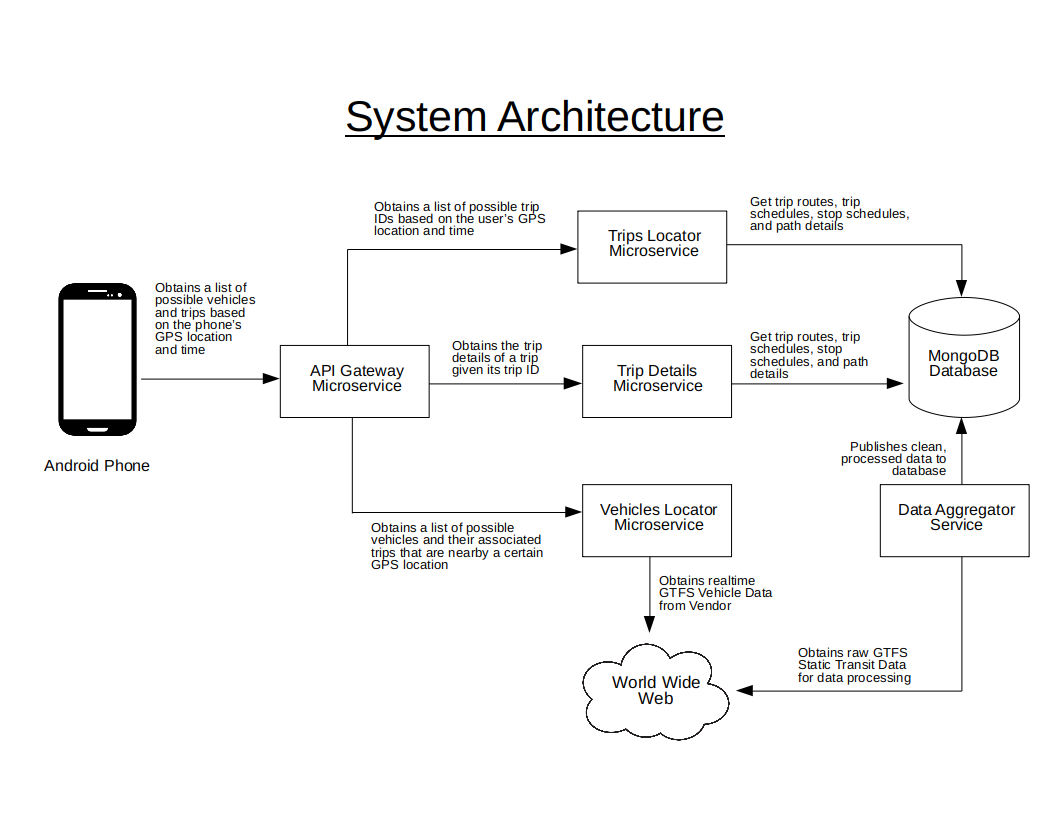 System Architecture
Obtains a list of possible trip
IDs based on the user's GPS
location and time
Trips Locator
Microservice
Get trip routes, trip
schedules, stop schedules,
and path details
Obtains a list of
possible vehicles
and trips based
on the phone's
GPS location
and time
Android Phone
API Gateway
Microservice
Obtains the trip
details of a trip
given its trip ID
Trip Details
Microservice
Get trip routes, trip
schedules, stop
schedules, and path
details
MongoDB
Database
Publishes clean,
processed data to
database
Data Aggregator
Service
Vehicles Locator
Microservice
Obtains a list of possible
vehicles and their associated
trips that are nearby a certain
GPS location
Obtains realtime
GTFS Vehicle Data
from Vendor
Obtains raw GTFS
Static Transit Data
for data processing
World Wide
Web